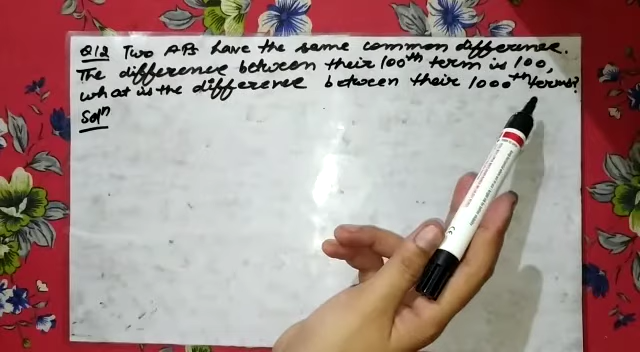 Q12 Two APs have the same common difference.
The difference between their 100th term is 100,
what is the difference between their 1000th terms?
Soln